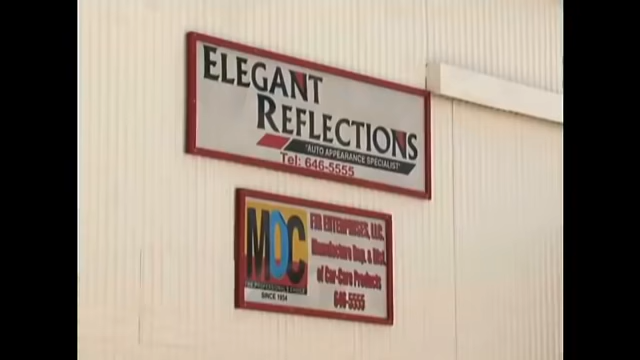 ELEGANT
REFLECTIONS
"AUTO APPEARANCE SPECIALIST"
Tel: 646-5555
MDC
SINCE 1954
ENTERPRISES, LLC.
Manufacture Rep. & Dist.
of Car-Care Products
646-5555